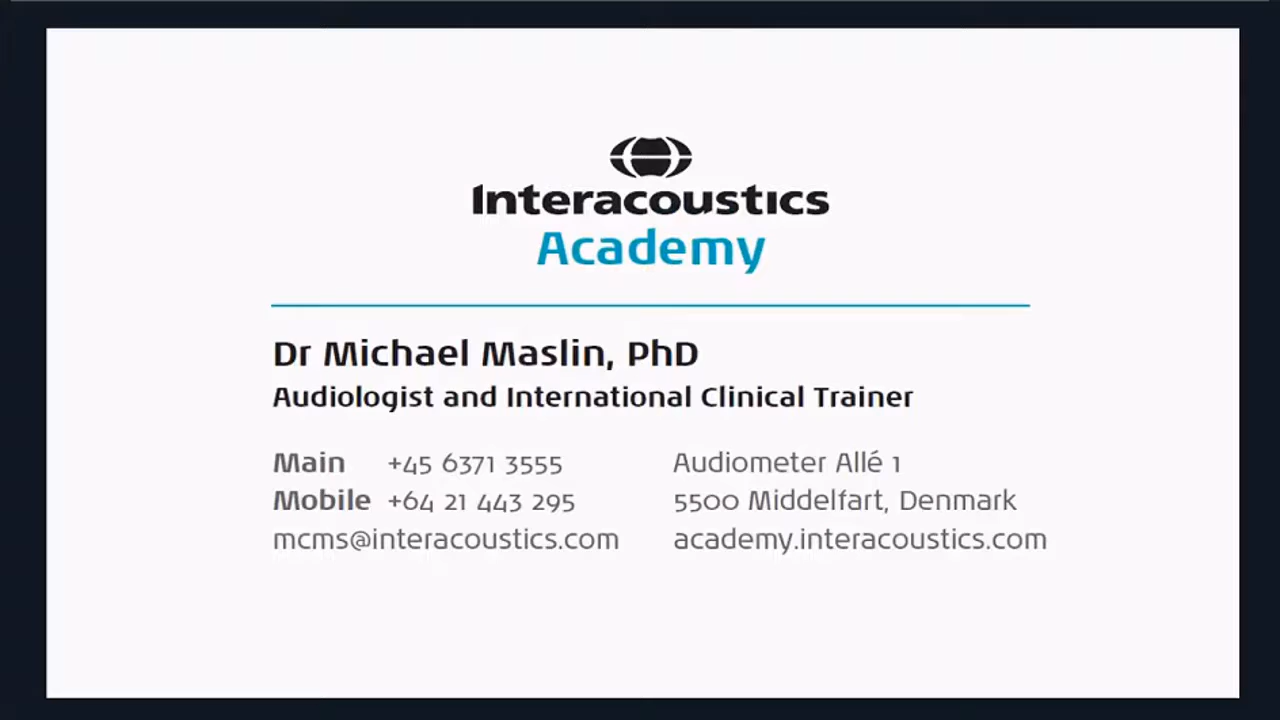 Interacoustics
Academy
Dr Michael Maslin, PhD
Audiologist and International Clinical Trainer
Main +45 6371 3555
Mobile +64 21 443 295
mcms@interacoustics.com
Audiometer Allé 1
5500 Middelfart, Denmark
academy.interacoustics.com